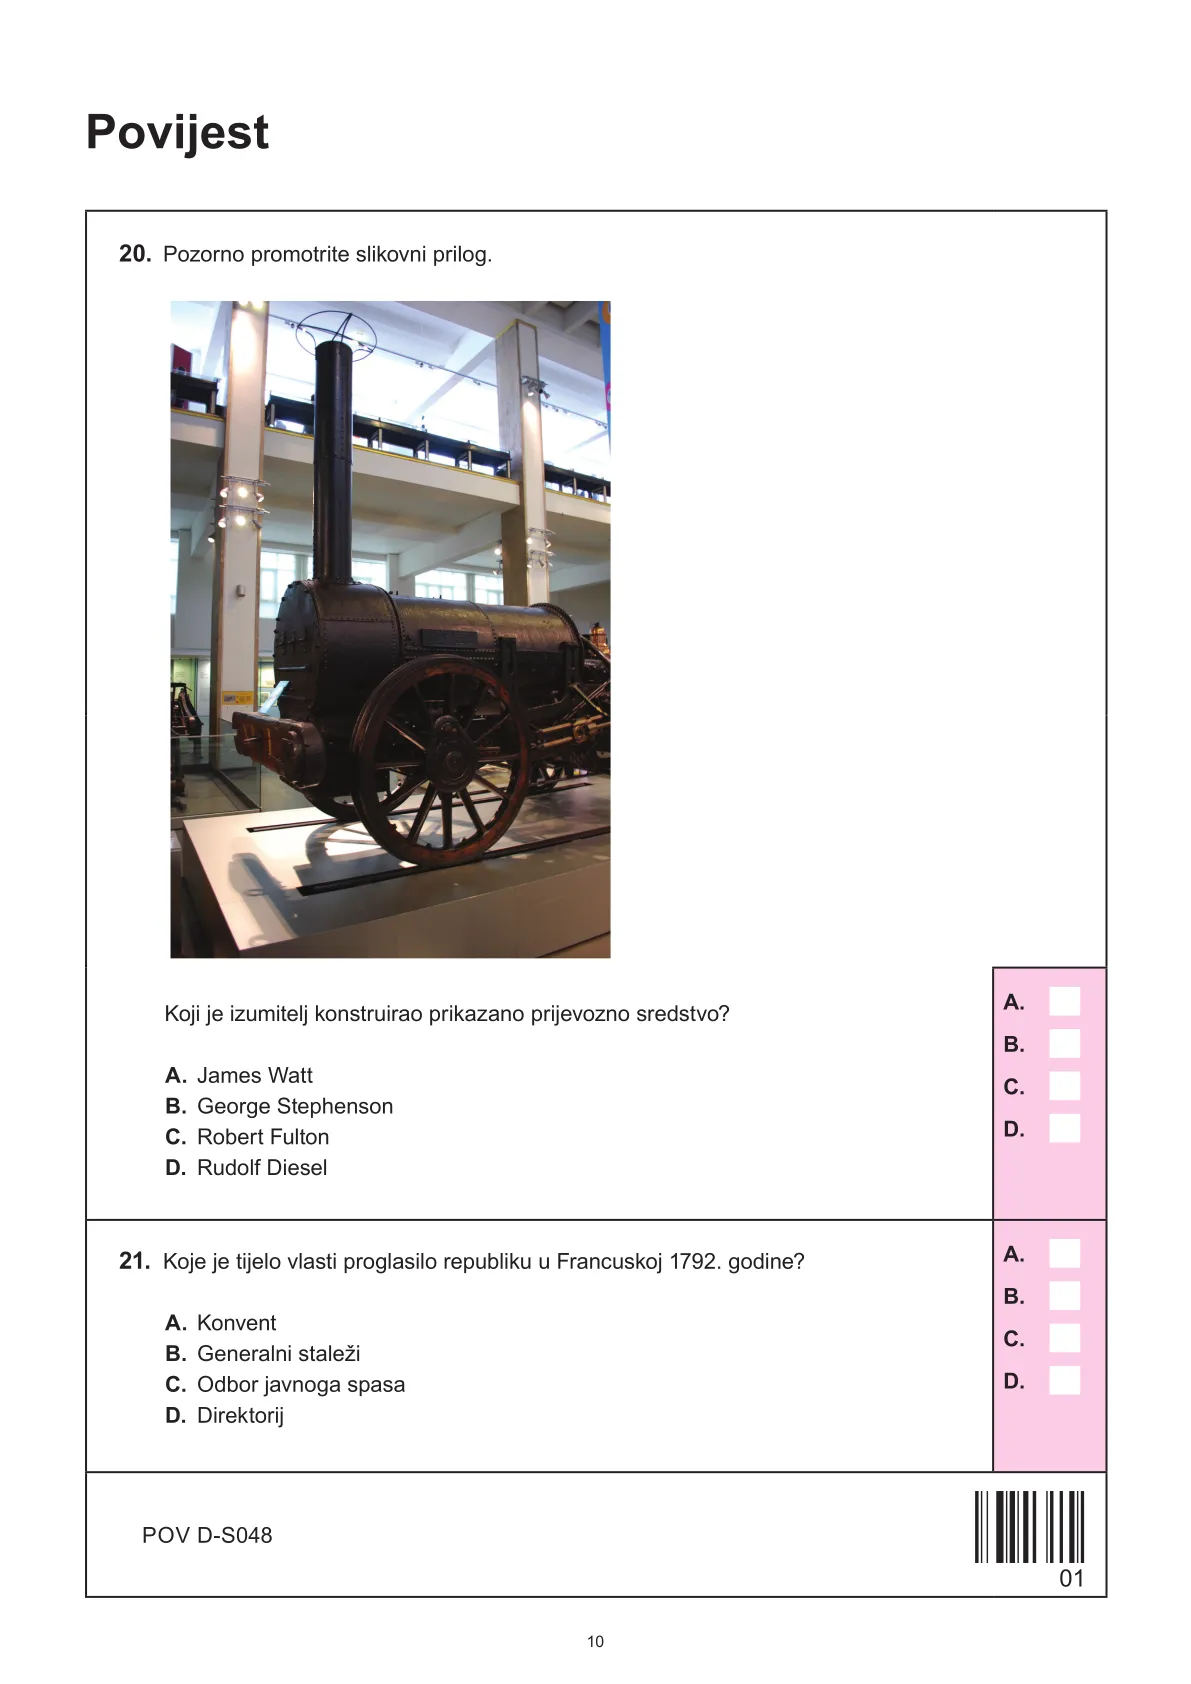 Povijest
20. Pozorno promotrite slikovni prilog.
Koji je izumitelj konstruirao prikazano prijevozno sredstvo?
A. James Watt
B. George Stephenson
C. Robert Fulton
D. Rudolf Diesel
A.
B.
C.
D.
21. Koje je tijelo vlasti proglasilo republiku u Francuskoj 1792. godine?
A. Konvent
B. Generalni staleži
C. Odbor javnoga spasa
D. Direktorij
A.
B.
C.
D.
POV D-S048
01
10